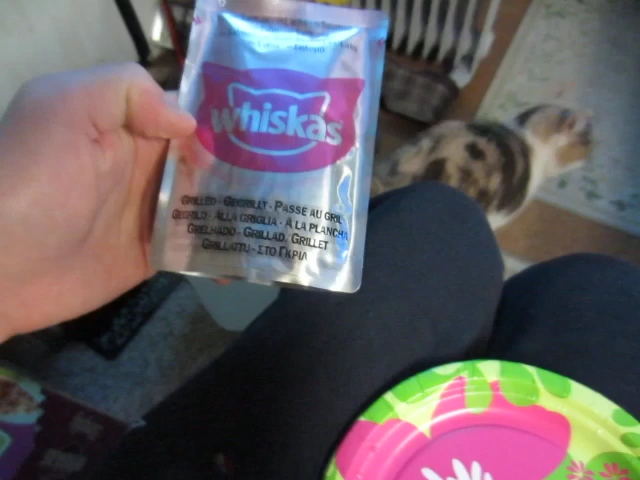 whiskas
GRILLED - GEGRILLT - PASSE AU GRIL
GEGRILD - ALLA GRIGLIA - À LA PLANCHA
GRELHADO - GRILLAD, GRILLET
GRILLATTU - ΣΤΟ ΓΚΡΙΛ